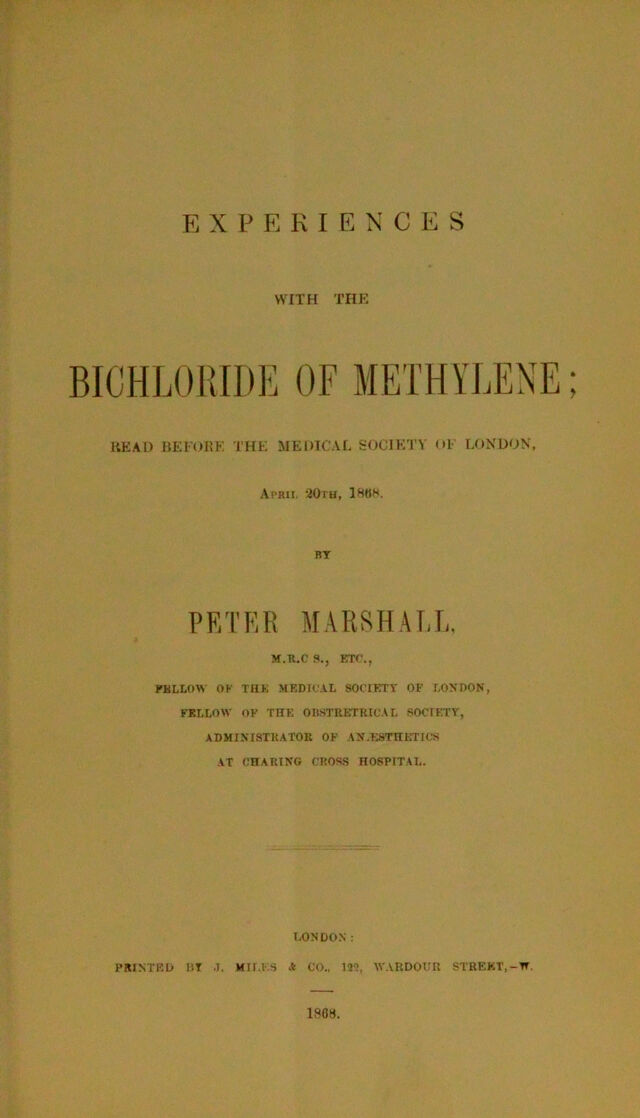 EXPERIENCES
WITH THE
BICHLORIDE OF METHYLENE;
READ BEFORE THE MEDICAL SOCIETY OF LONDON,
APRIL 20TH, 1868.
BY
PETER MARSHALL,
M.R.C S., ETC.,
FELLOW OF THE MEDICAL SOCIETY OF LONDON,
FELLOW OF THE OBSTRETRICAL SOCIETY,
ADMINISTRATOR OF ANÆSTHETICS
AT CHARING CROSS HOSPITAL.
LONDON:
PRINTED BY J. MILES & CO., 122, WARDOUR STREET,-W.
1868.